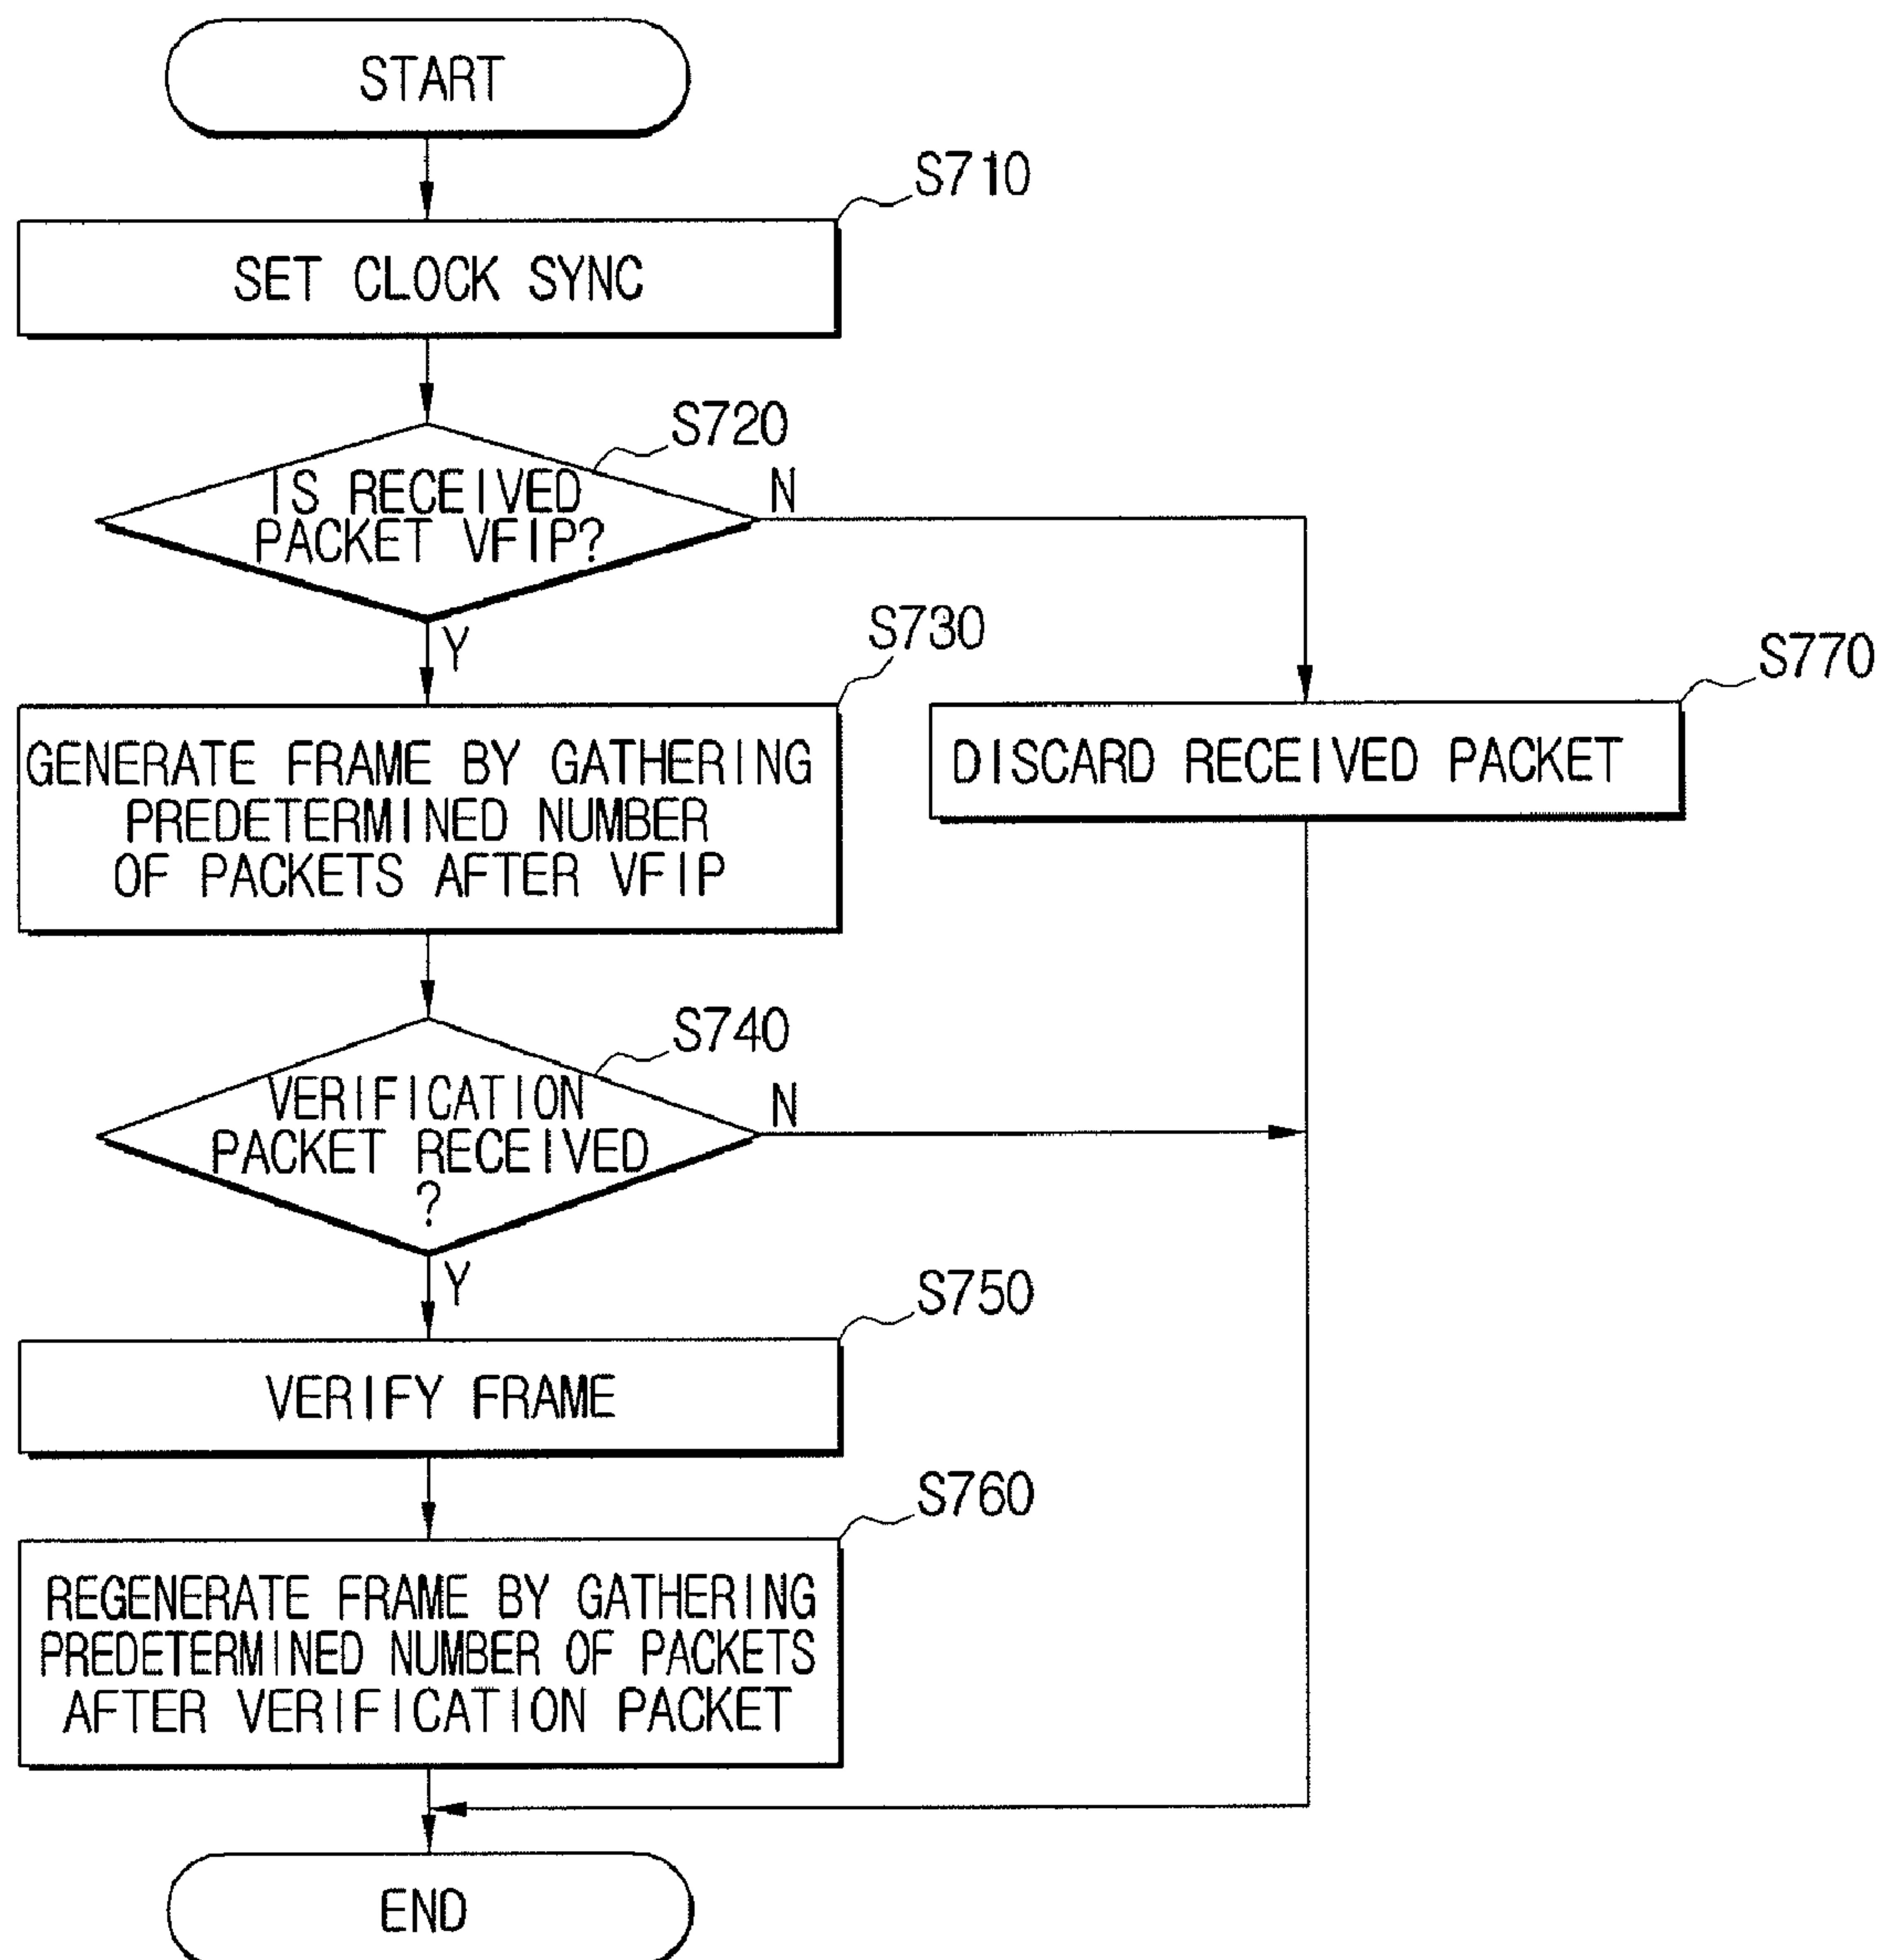 START
S710
SET CLOCK SYNC
S720
IS RECEIVED
PACKET VFIP?
N
Y
S730
GENERATE FRAME BY GATHERING
PREDETERMINED NUMBER
OF PACKETS AFTER VFIP
S770
DISCARD RECEIVED PACKET
S740
VERIFICATION
PACKET RECEIVED
?
N
Y
S750
VERIFY FRAME
S760
REGENERATE FRAME BY GATHERING
PREDETERMINED NUMBER OF PACKETS
AFTER VERIFICATION PACKET
END